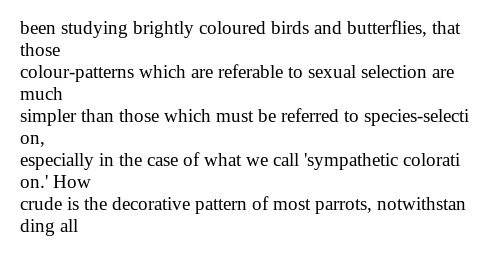 been studying brightly coloured birds and butterflies, that
those
colour-patterns which are referable to sexual selection are
much
simpler than those which must be referred to species-selecti
on,
especially in the case of what we call 'sympathetic colorati
on.' How
crude is the decorative pattern of most parrots, notwithstan
ding all